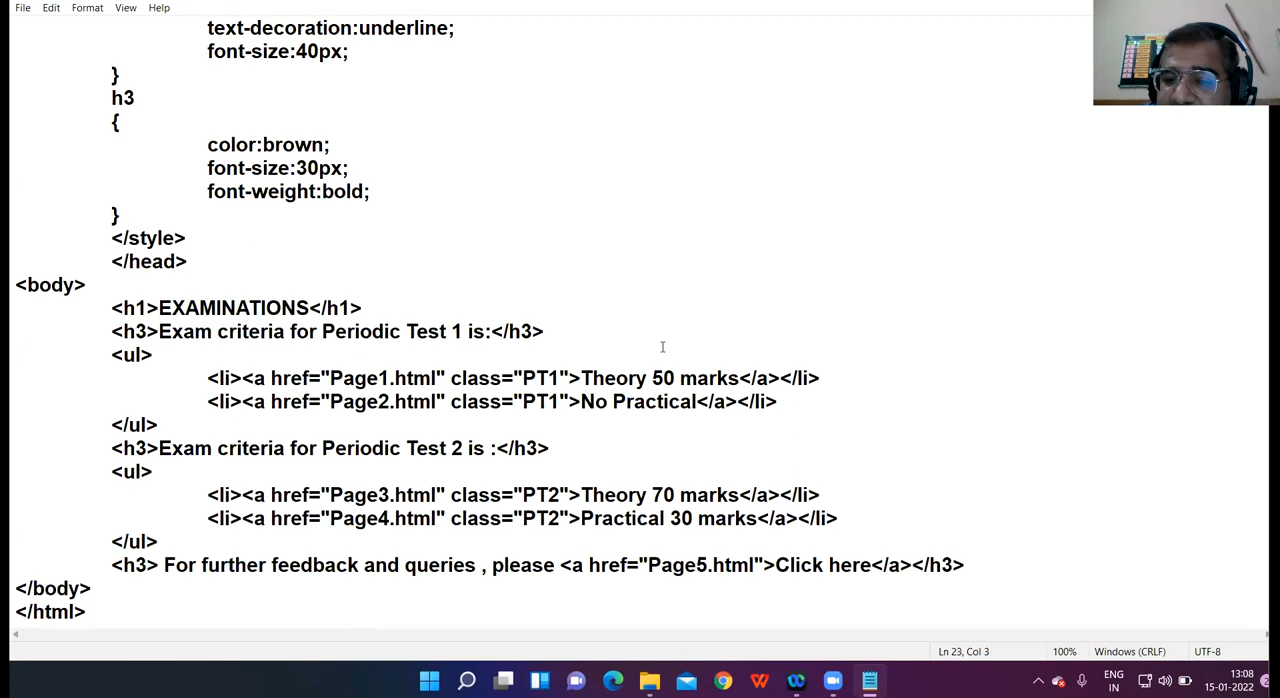 File Edit Format View Help
text-decoration:underline;
font-size:40px;
}
h3
{
color:brown;
font-size:30px;
font-weight:bold;
}
</style>
</head>
<body>
<h1>EXAMINATIONS</h1>
<h3>Exam criteria for Periodic Test 1 is:</h3>
<ul>
<li><a href="Page1.html" class="PT1">Theory 50 marks</a></li>
<li><a href="Page2.html" class="PT1">No Practical</a></li>
</ul>
<h3>Exam criteria for Periodic Test 2 is :</h3>
<ul>
<li><a href="Page3.html" class="PT2">Theory 70 marks</a></li>
<li><a href="Page4.html" class="PT2">Practical 30 marks</a></li>
</ul>
<h3> For further feedback and queries , please <a href="Page5.html">Click here</a></h3>
</body>
</html>
Ln 23, Col 3 100% Windows (CRLF) UTF-8
ENG
IN
13:08
15-01-2022